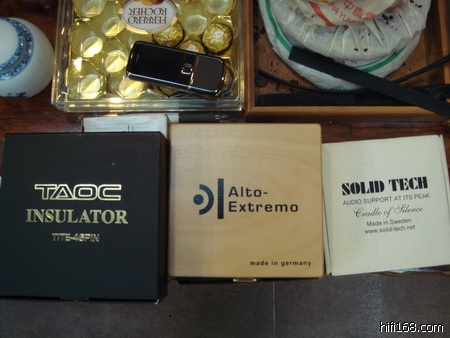 FERRERO
ROCHER
TAOC
INSULATOR
TITE-46PIN
Alto-
Extremo
made in germany
SOLID TECH
AUDIO SUPPORT AT ITS PEAK
Cradle of Silence
Made in Sweden
www.solid-tech.net
hifi168.com